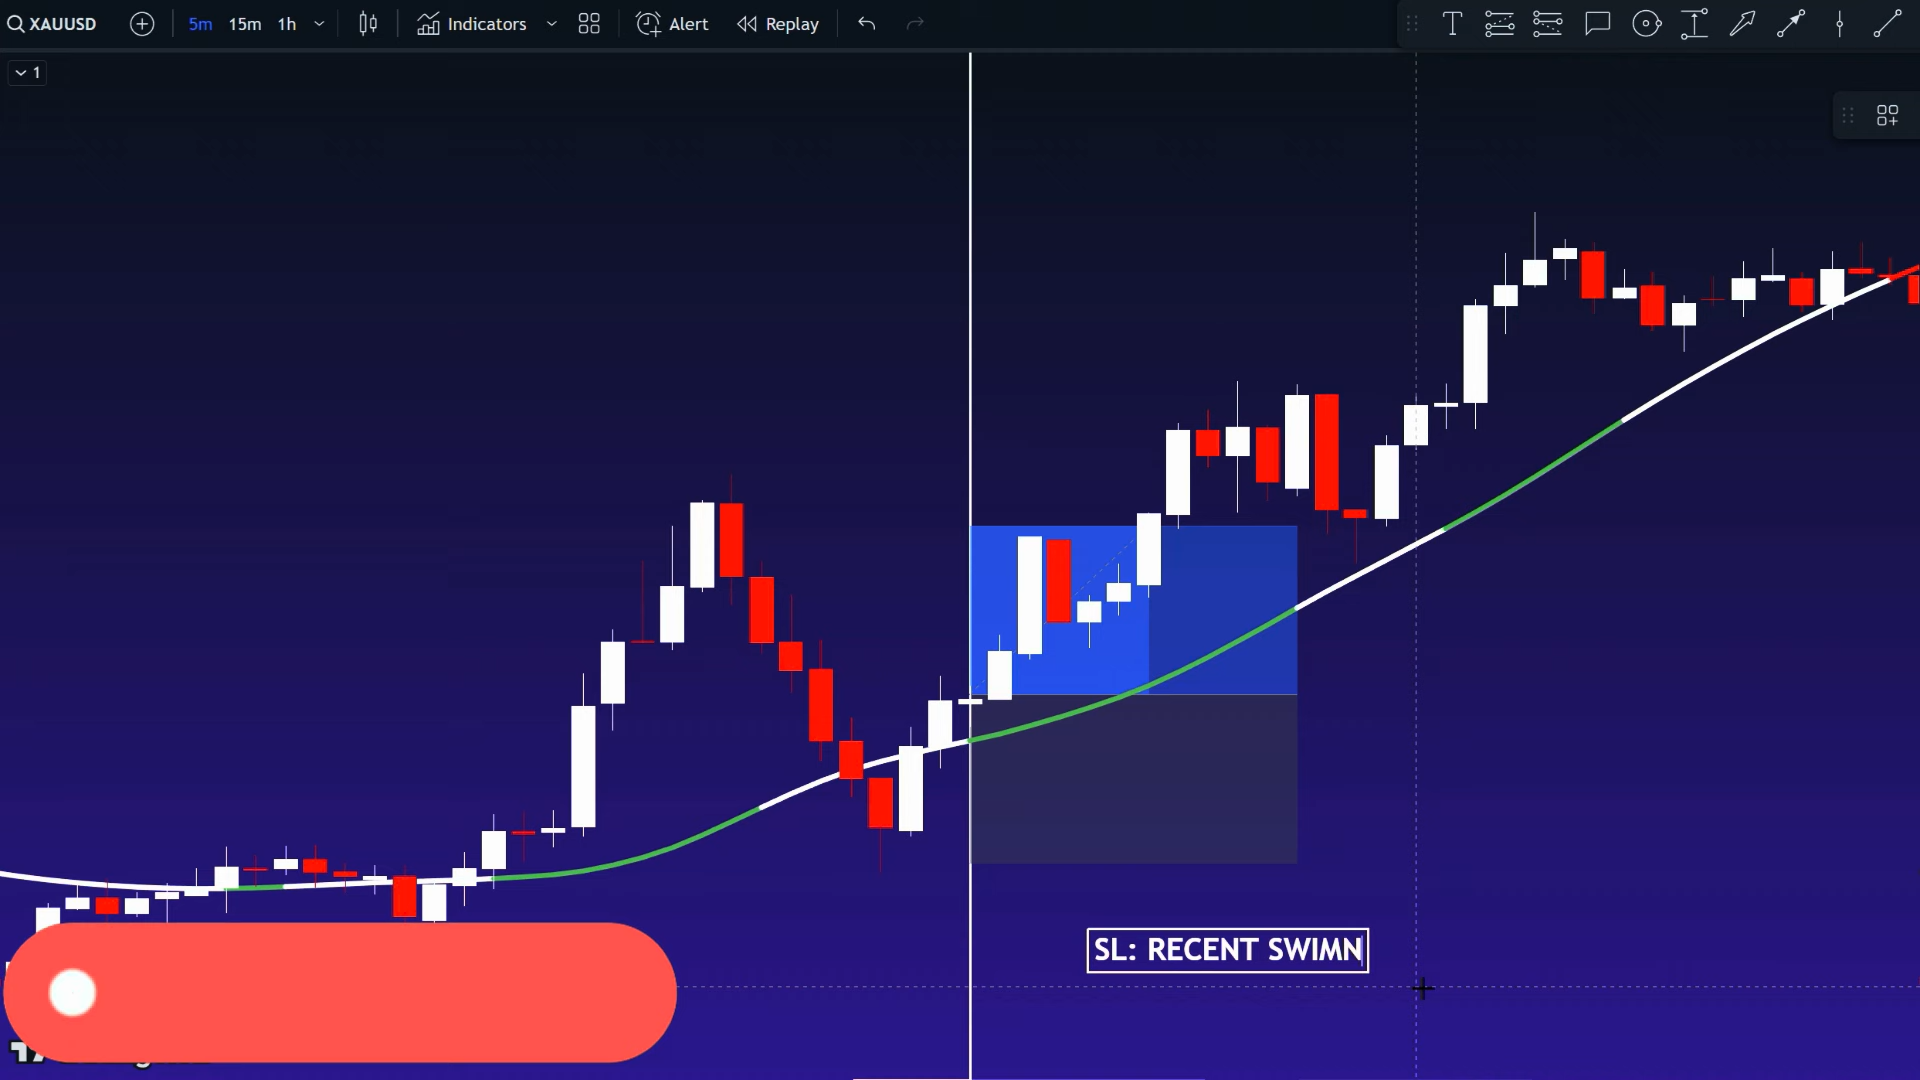 XAUUSD 5m 15m 1h Indicators Alert Replay
1
SL: RECENT SWIMN